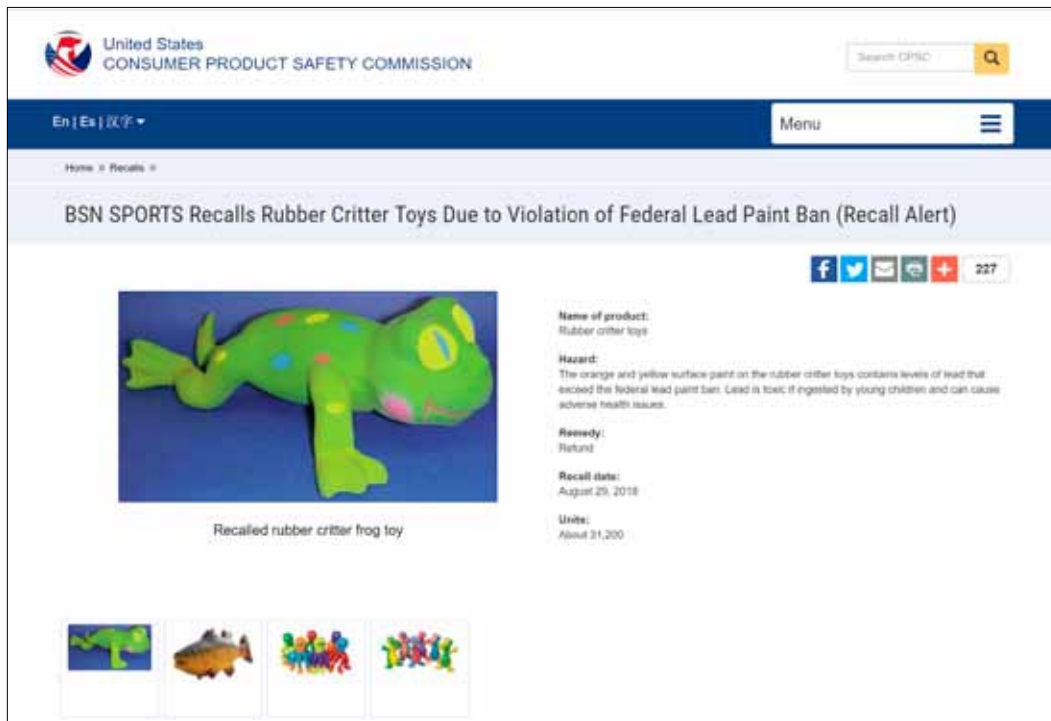 United States
CONSUMER PRODUCT SAFETY COMMISSION
Search CPSC
En | Es | 汉字
Menu
Home » Recalls »
BSN SPORTS Recalls Rubber Critter Toys Due to Violation of Federal Lead Paint Ban (Recall Alert)
227
Name of product:
Rubber critter toys
Hazard:
The orange and yellow surface paint on the rubber critter toys contains levels of lead that
exceed the federal lead paint ban. Lead is toxic if ingested by young children and can cause
adverse health issues.
Remedy:
Refund
Recall date:
August 29, 2018
Units:
About 31,200
Recalled rubber critter frog toy